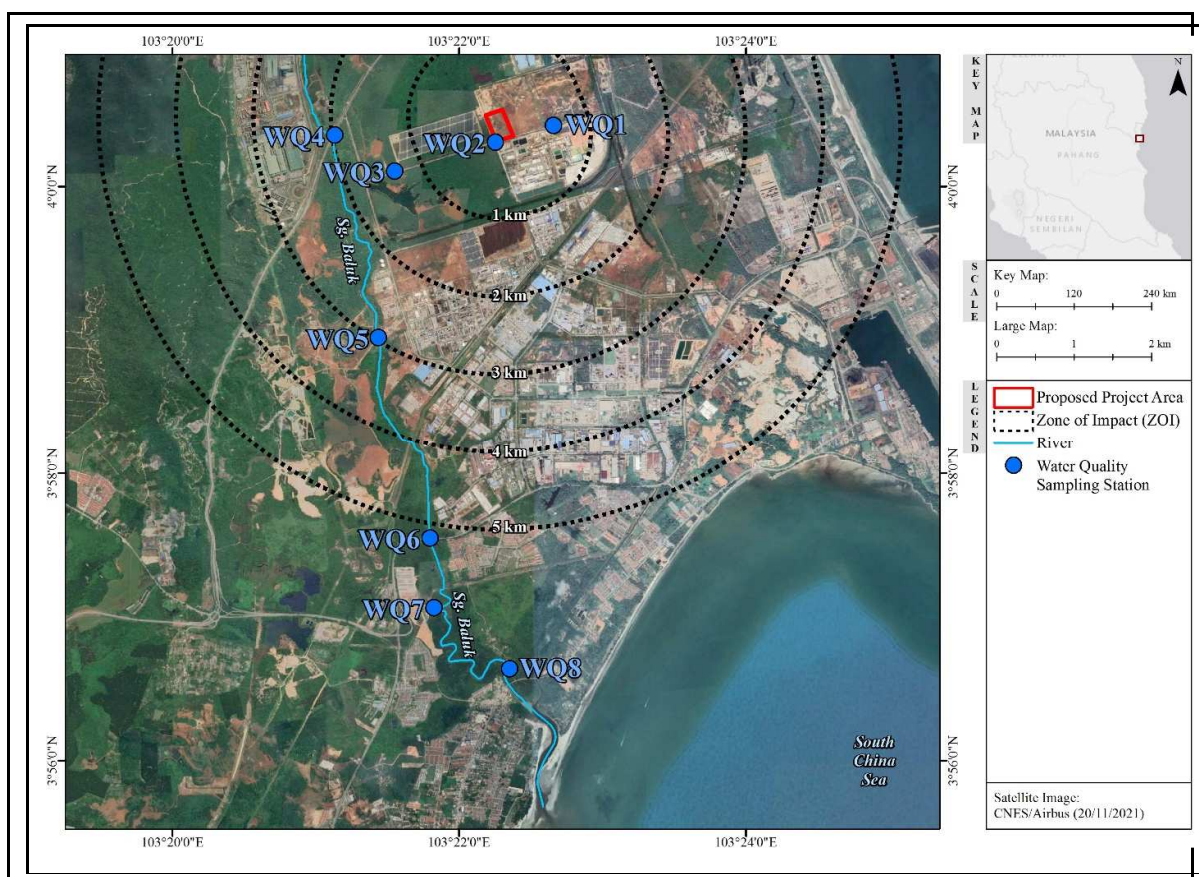 103°20'0"E
103°22'0"E
103°24'0"E
4°0'0"N
3°58'0"N
3°56'0"N
WQ1
WQ2
WQ3
WQ4
1 km
Sg. Baluk
2 km
WQ5
3 km
4 km
5 km
WQ6
WQ7
Sg. Baluk
WQ8
South
China
Sea
4°0'0"N
3°58'0"N
3°56'0"N
103°20'0"E
103°22'0"E
103°24'0"E
KEY MAP
N
MALAYSIA
PAHANG
NEGERI
SEMBILAN
SCALE
Key Map:
0 120 240 km
Large Map:
0 1 2 km
LEGEND
Proposed Project Area
Zone of Impact (ZOI)
River
Water Quality
Sampling Station
Satellite Image:
CNES/Airbus (20/11/2021)